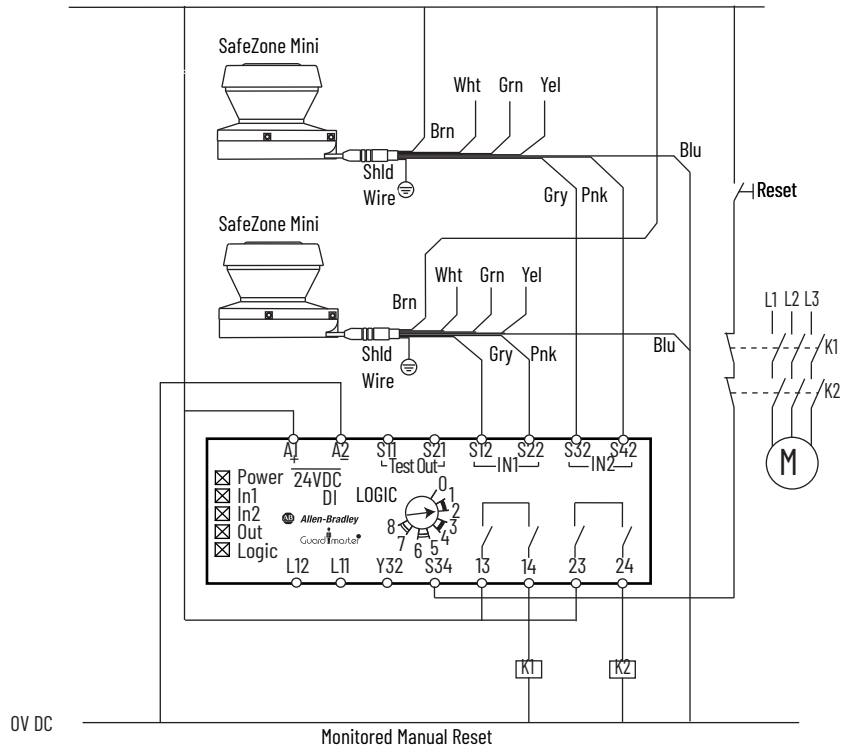 SafeZone Mini
Wht Grn Yel
Brn
Blu
Shld
Wire
Gry Pnk
Reset
SafeZone Mini
Wht Grn Yel
Brn
L1 L2 L3
Shld
Wire
Gry Pnk
Blu
K1
K2
M
A1 A2 S11 S21 S12 S22 S32 S42
+ = Test Out IN1 IN2
Power 24VDC
In1 DI LOGIC
In2 Allen-Bradley
Out Guardmaster
Logic
AB
0
1
2
3
4
5
6
7
8
L12 L11 Y32 S34 13 14 23 24
K1 K2
0V DC
Monitored Manual Reset